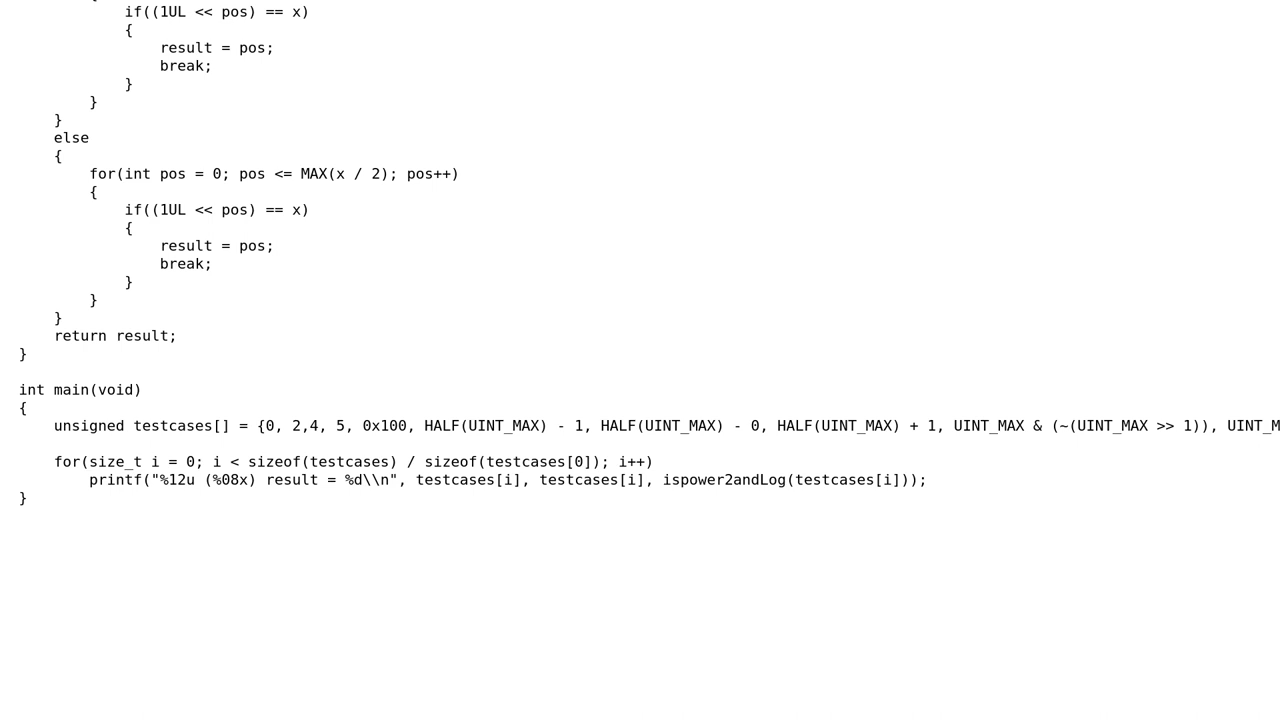 if((1UL << pos) == x)
            {
                result = pos;
                break;
            }
        }
    }
    else
    {
        for(int pos = 0; pos <= MAX(x / 2); pos++)
        {
            if((1UL << pos) == x)
            {
                result = pos;
                break;
            }
        }
    }
    return result;
}

int main(void)
{
    unsigned testcases[] = {0, 2,4, 5, 0x100, HALF(UINT_MAX) - 1, HALF(UINT_MAX) - 0, HALF(UINT_MAX) + 1, UINT_MAX & (~(UINT_MAX >> 1)), UINT_M

    for(size_t i = 0; i < sizeof(testcases) / sizeof(testcases[0]); i++)
        printf("%12u (%08x) result = %d\\n", testcases[i], testcases[i], ispower2andLog(testcases[i]));
}